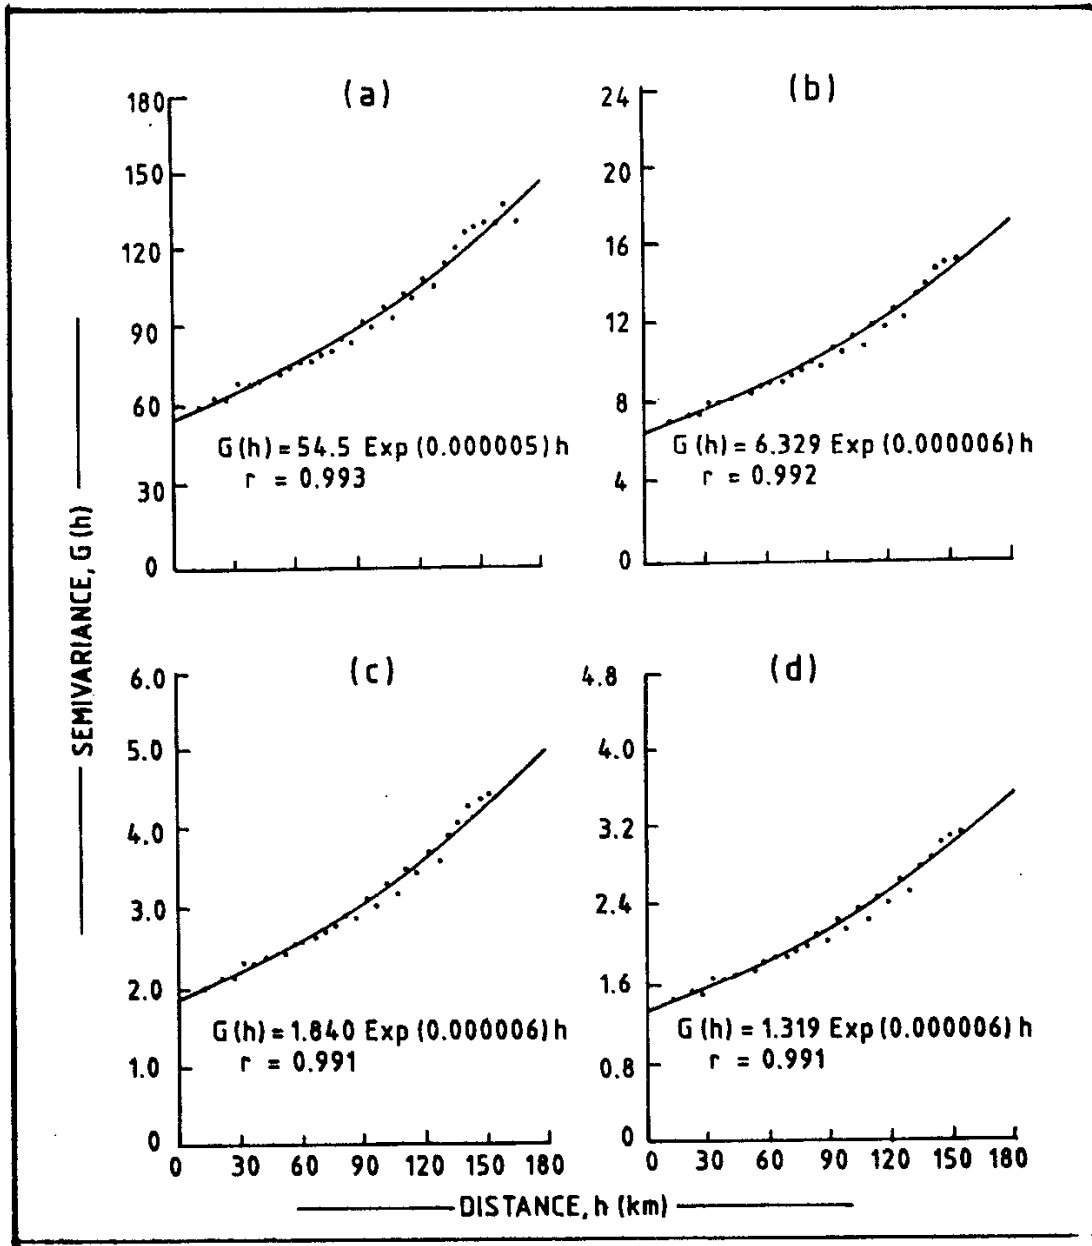 (a)
180
150
120
90
60
30
0
G(h) = 54.5 Exp (0.000005) h
r = 0.993
(b)
24
20
16
12
8
4
0
G(h) = 6.329 Exp (0.000006) h
r = 0.992
SEMIVARIANCE, G(h)
(c)
6.0
5.0
4.0
3.0
2.0
1.0
0
G(h) = 1.840 Exp (0.000006) h
r = 0.991
0 30 60 90 120 150 180
(d)
4.8
4.0
3.2
2.4
1.6
0.8
0
G(h) = 1.319 Exp (0.000006) h
r = 0.991
0 30 60 90 120 150 180
DISTANCE, h (km)